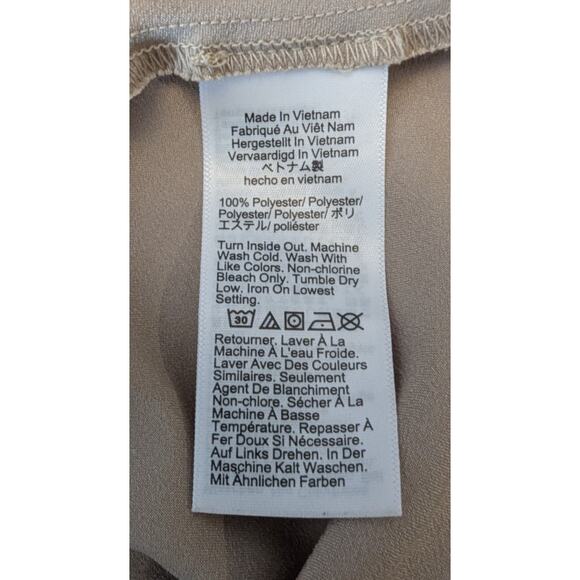 Made In Vietnam
Fabriqué Au Viêt Nam
Hergestellt In Vietnam
Vervaardigd In Vietnam
ベトナム製
hecho en vietnam
100% Polyester/ Polyester/
Polyester/ Polyester/ ポリ
エステル/ poliéster
Turn Inside Out. Machine
Wash Cold. Wash With
Like Colors. Non-chlorine
Bleach Only. Tumble Dry
Low. Iron On Lowest
Setting.
30
Retourner. Laver À La
Machine À L'eau Froide.
Laver Avec Des Couleurs
Similaires. Seulement
Agent De Blanchiment
Non-chlore. Sécher À La
Machine À Basse
Température. Repasser À
Fer Doux Si Nécessaire.
Auf Links Drehen. In Der
Maschine Kalt Waschen.
Mit Ähnlichen Farben